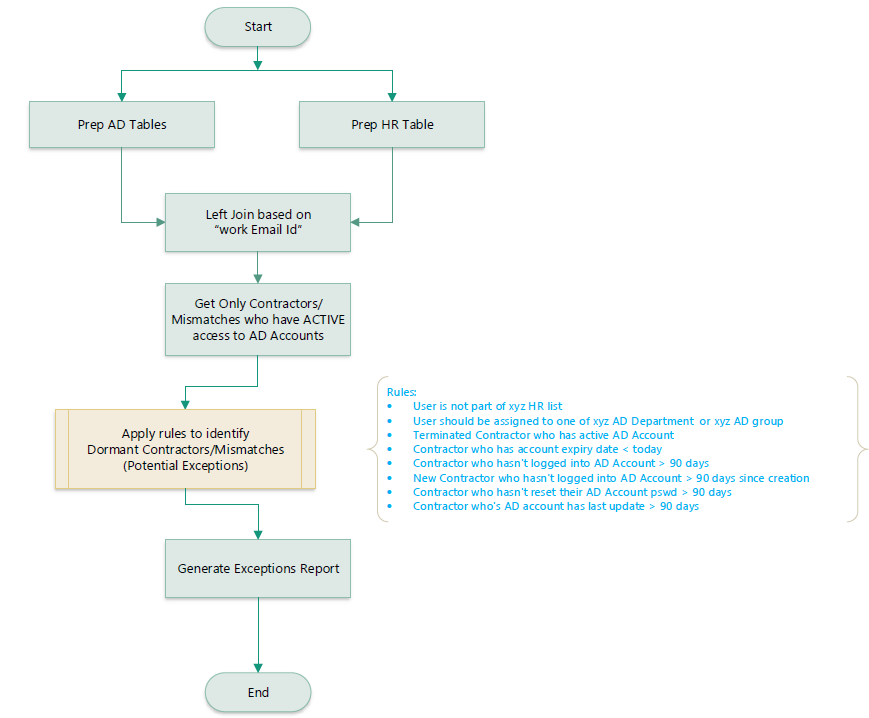 Start
Prep AD Tables
Prep HR Table
Left Join based on
“work Email Id”
Get Only Contractors/
Mismatches who have ACTIVE
access to AD Accounts
Apply rules to identify
Dormant Contractors/Mismatches
(Potential Exceptions)
Rules:
• User is not part of xyz HR list
• User should be assigned to one of xyz AD Department or xyz AD group
• Terminated Contractor who has active AD Account
• Contractor who has account expiry date < today
• Contractor who hasn't logged into AD Account > 90 days
• New Contractor who hasn't logged into AD Account > 90 days since creation
• Contractor who hasn't reset their AD Account pswd > 90 days
• Contractor who's AD account has last update > 90 days
Generate Exceptions Report
End